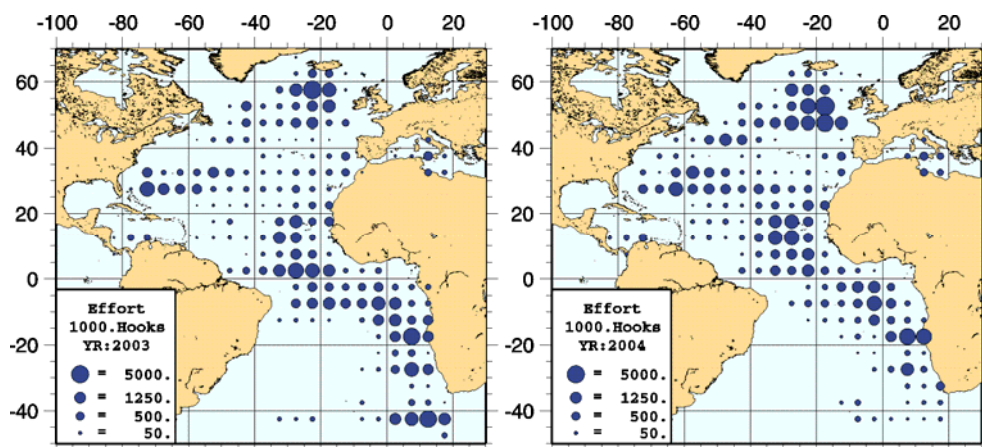 -100 -80 -60 -40 -20 0 20
-100 -80 -60 -40 -20 0 20
60
40
20
0
-20
-40
Effort
1000.Hooks
YR:2003
= 5000.
= 1250.
= 500.
= 50.
60
40
20
0
-20
-40
Effort
1000.Hooks
YR:2004
= 5000.
= 1250.
= 500.
= 50.